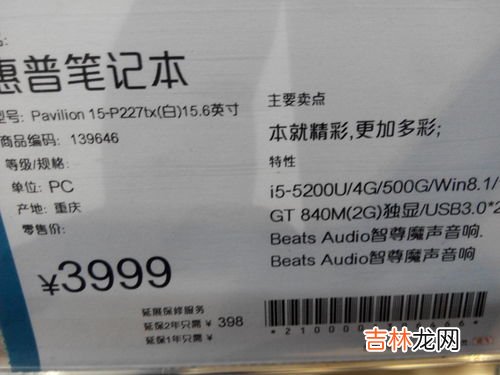 惠普笔记本
型号: Pavilion 15-P227tx(白)15.6英寸
商品编码: 139646
等级/规格:
单位: PC
产地: 重庆
零售价:
¥3999
延展保修服务
延保2年只需 ¥ 398
延保1年只需 ¥
主要卖点
本就精彩,更加多彩;
特性
i5-5200U/4G/500G/Win8.1/
GT 840M(2G)独显/USB3.0*2
Beats Audio智尊魔声音响.
Beats Audio智尊魔声音响
吉林龙网